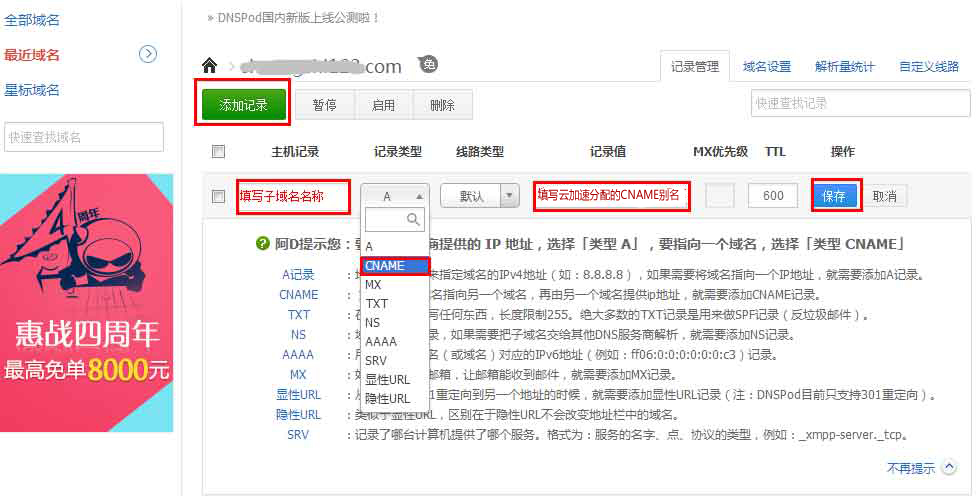 全部域名
最近域名
星标域名
快速查找域名
4周年
惠战四周年
最高免单8000元
» DNSPod国内新版上线公测啦！
.com 免
记录管理 域名设置 解析量统计 自定义线路
添加记录 暂停 启用 删除 快速查找记录
主机记录 记录类型 线路类型 记录值 MX优先级 TTL 操作
填写子域名名称 A 默认 填写云加速分配的CNAME别名 600 保存 取消
A
CNAME
MX
TXT
NS
AAAA
SRV
显性URL
隐性URL
阿D提示您： 商提供的 IP 地址，选择「类型 A」，要指向一个域名，选择「类型 CNAME」
A记录 ： 来指定域名的IPv4地址（如：8.8.8.8），如果需要将域名指向一个IP地址，就需要添加A记录。
CNAME ： 名指向另一个域名，再由另一个域名提供ip地址，就需要添加CNAME记录。
TXT ： 写任何东西，长度限制255。绝大多数的TXT记录是用来做SPF记录（反垃圾邮件）。
NS ： 录，如果需要把子域名交给其他DNS服务商解析，就需要添加NS记录。
AAAA ： 名（或域名）对应的IPv6地址（例如：ff06:0:0:0:0:0:0:c3）记录。
MX ： 邮箱，让邮箱能收到邮件，就需要添加MX记录。
显性URL ： 301重定向到另一个地址的时候，就需要添加显性URL记录（注：DNSPod目前只支持301重定向）。
隐性URL ：类似于显性URL，区别在于隐性URL不会改变地址栏中的域名。
SRV ：记录了哪台计算机提供了哪个服务。格式为：服务的名字、点、协议的类型，例如：_xmpp-server._tcp。
不再提示